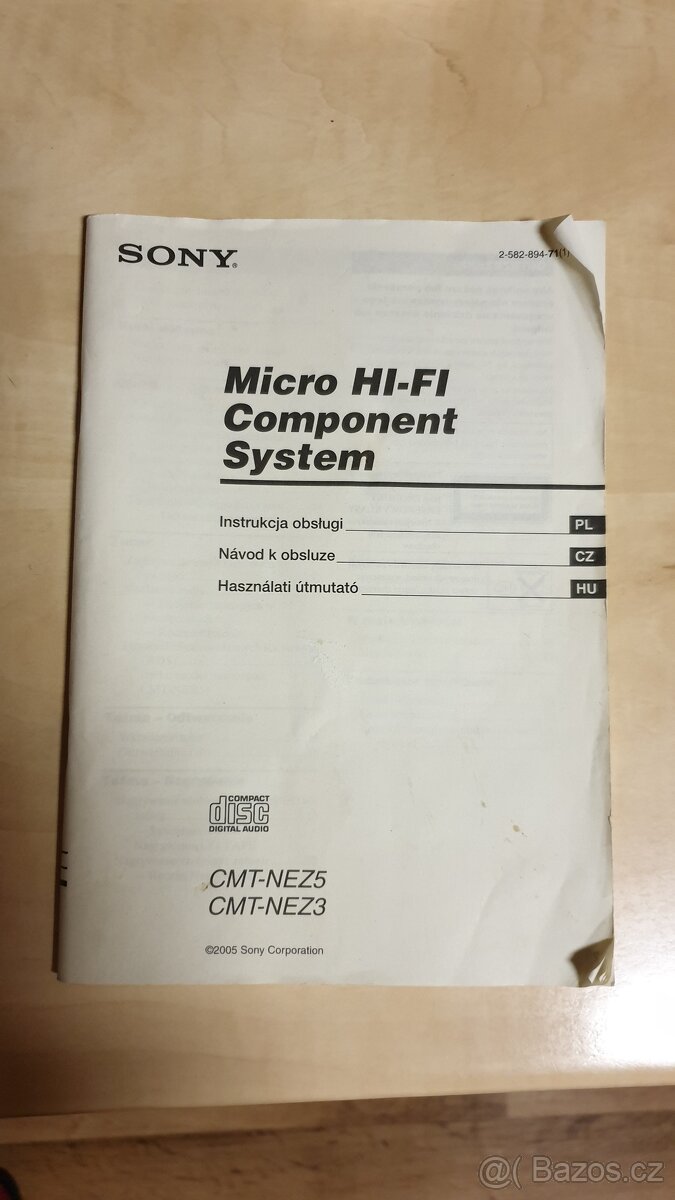 SONY®
2-582-894-71(1)
Micro HI-FI
Component
System
Instrukcja obsługi PL
Návod k obsluze CZ
Használati útmutató HU
COMPACT
disc
DIGITAL AUDIO
CMT-NEZ5
CMT-NEZ3
©2005 Sony Corporation
@( Bazos.cz